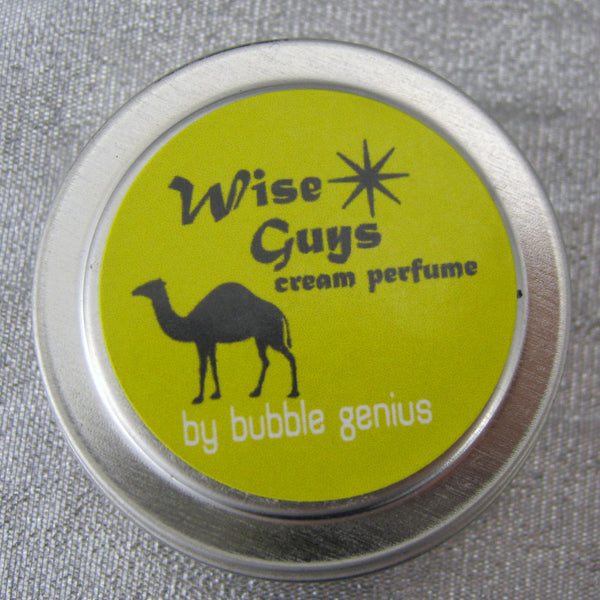 Wise
Guys
cream perfume
by bubble genius